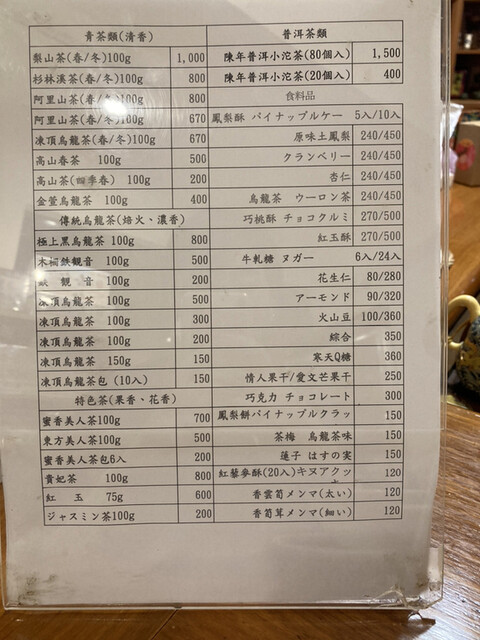 青茶類(清香)
梨山茶(春/冬)100g 1,000
杉林溪茶(春/冬)100g 800
阿里山茶(春/冬)100g 800
阿里山茶(春/冬)100g 670
凍頂烏龍茶(春/冬)100g 670
高山春茶 100g 500
高山茶(四季春) 100g 200
金萱烏龍茶 100g 400
傳統烏龍茶(焙火、濃香)
極上黑烏龍茶 100g 800
木柵鉄観音 100g 500
鉄 観 音 100g 200
凍頂烏龍茶 100g 500
凍頂烏龍茶 100g 300
凍頂烏龍茶 100g 200
凍頂烏龍茶 150g 150
凍頂烏龍茶包 (10入) 150
特色茶(果香、花香)
蜜香美人茶100g 700
東方美人茶100g 500
蜜香美人茶包6入 200
貴妃茶 100g 800
紅 玉 75g 600
ジャスミン茶100g 200
普洱茶類
陳年普洱小沱茶(80個入) 1,500
陳年普洱小沱茶(20個入) 400
食料品
鳳梨酥 パイナップルケー 5入/10入
原味土鳳梨 240/450
クランベリー 240/450
杏仁 240/450
烏龍茶 ウーロン茶 240/450
巧桃酥 チョコクルミ 270/500
紅玉酥 270/500
牛軋糖 ヌガー 6入/24入
花生仁 80/280
アーモンド 90/320
火山豆 100/360
綜合 350
寒天Q糖 360
情人果干/愛文芒果干 250
巧克力 チョコレート 300
鳳梨餅パイナップルクラッ 150
茶梅 烏龍茶味 150
蓮子 はすの実 150
紅藜麥酥(20入)キヌアクッ 120
香雲筍メンマ(太い) 120
香筍茸メンマ(細い) 120